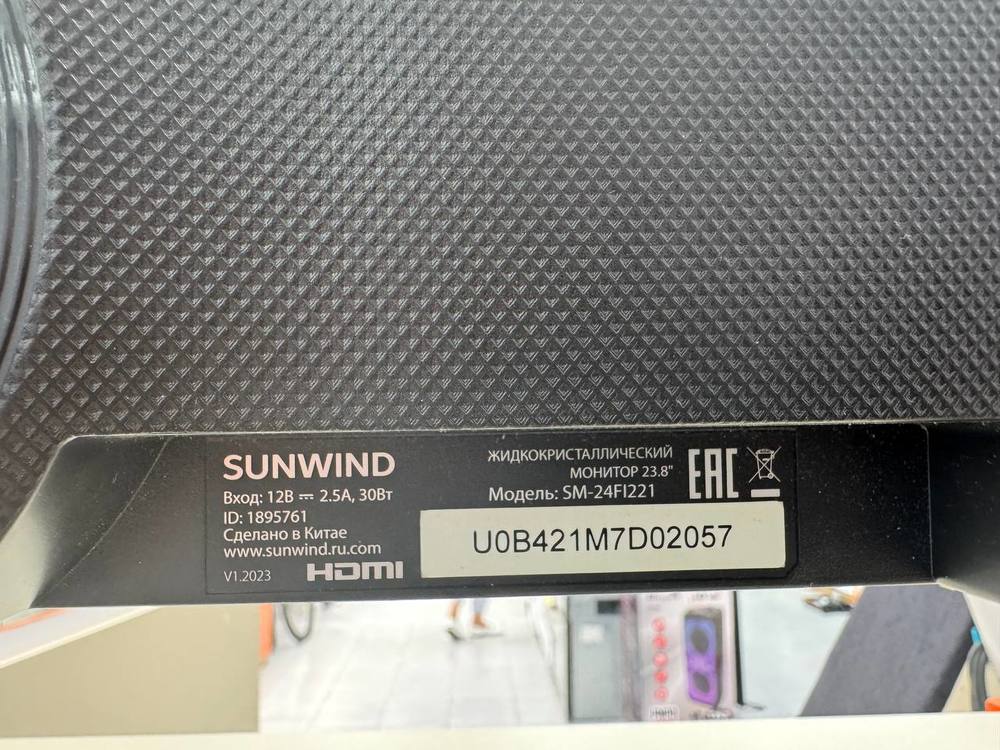 SUNWIND
Вход: 12В ⎓ 2.5А, 30Вт
ID: 1895761
Сделано в Китае
www.sunwind.ru.com
V1.2023
HDMI
ЖИДКОКРИСТАЛЛИЧЕСКИЙ
МОНИТОР 23.8"
Модель: SM-24FI221
EAC
U0B421M7D02057